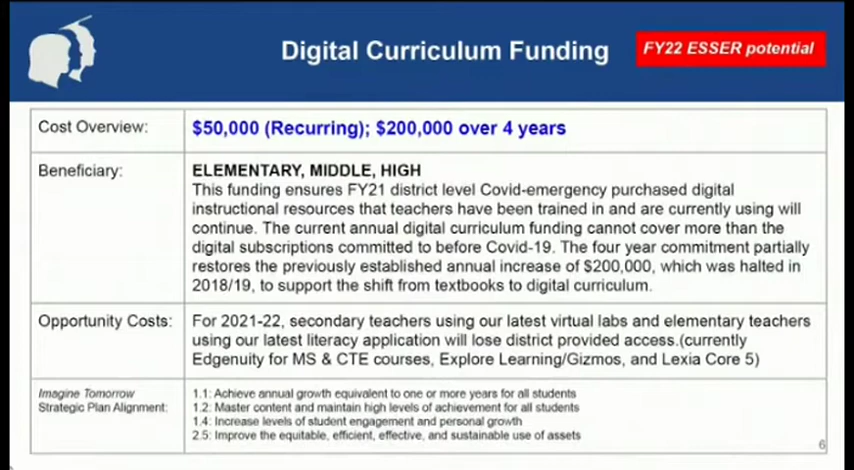 Digital Curriculum Funding
FY22 ESSER potential
Cost Overview:
$50,000 (Recurring); $200,000 over 4 years
Beneficiary:
ELEMENTARY, MIDDLE, HIGH
This funding ensures FY21 district level Covid-emergency purchased digital
instructional resources that teachers have been trained in and are currently using will
continue. The current annual digital curriculum funding cannot cover more than the
digital subscriptions committed to before Covid-19. The four year commitment partially
restores the previously established annual increase of $200,000, which was halted in
2018/19, to support the shift from textbooks to digital curriculum.
Opportunity Costs:
For 2021-22, secondary teachers using our latest virtual labs and elementary teachers
using our latest literacy application will lose district provided access.(currently
Edgenuity for MS & CTE courses, Explore Learning/Gizmos, and Lexia Core 5)
Imagine Tomorrow
Strategic Plan Alignment:
1.1: Achieve annual growth equivalent to one or more years for all students
1.2: Master content and maintain high levels of achievement for all students
1.4: Increase levels of student engagement and personal growth
2.5: Improve the equitable, efficient, effective, and sustainable use of assets
6